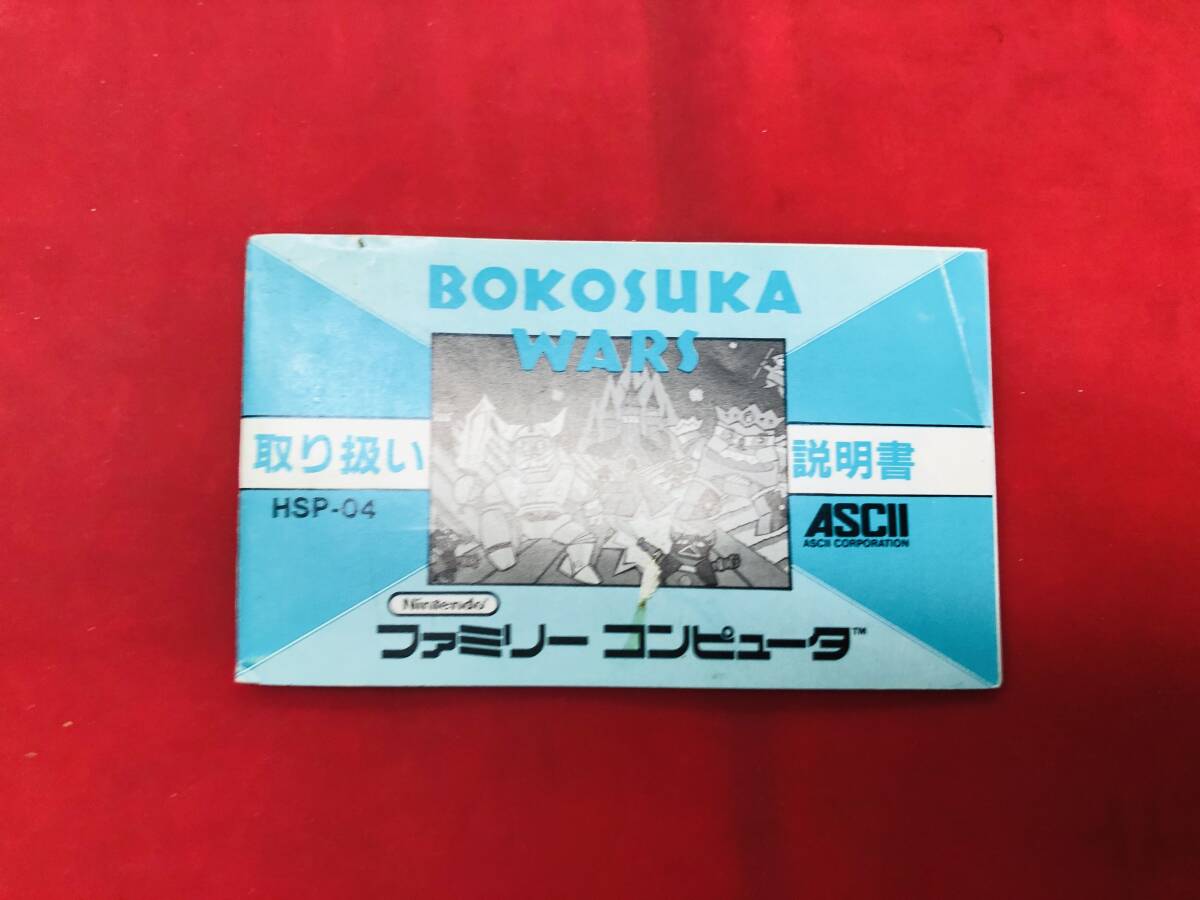 BOKOSUKA
WARS
取り扱い 説明書
HSP-04
ASCII
ASCII CORPORATION
Nintendo
ファミリー コンピュータ™